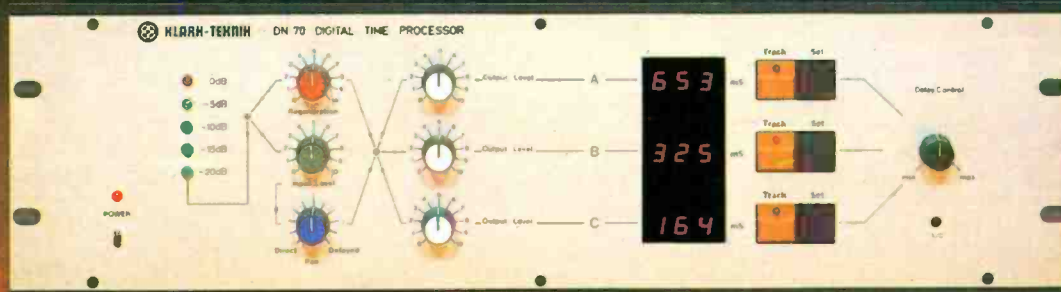 KLARK-TEKNIK DN 70 DIGITAL TIME PROCESSOR
0dB
-5dB
-10dB
-15dB
-20dB
POWER
Input Level
Direct Delayed
Pan
Output Level A 653 mS Track Set
Output Level B 325 mS Track Set
Output Level C 164 mS Track Set
Delay Control
min max